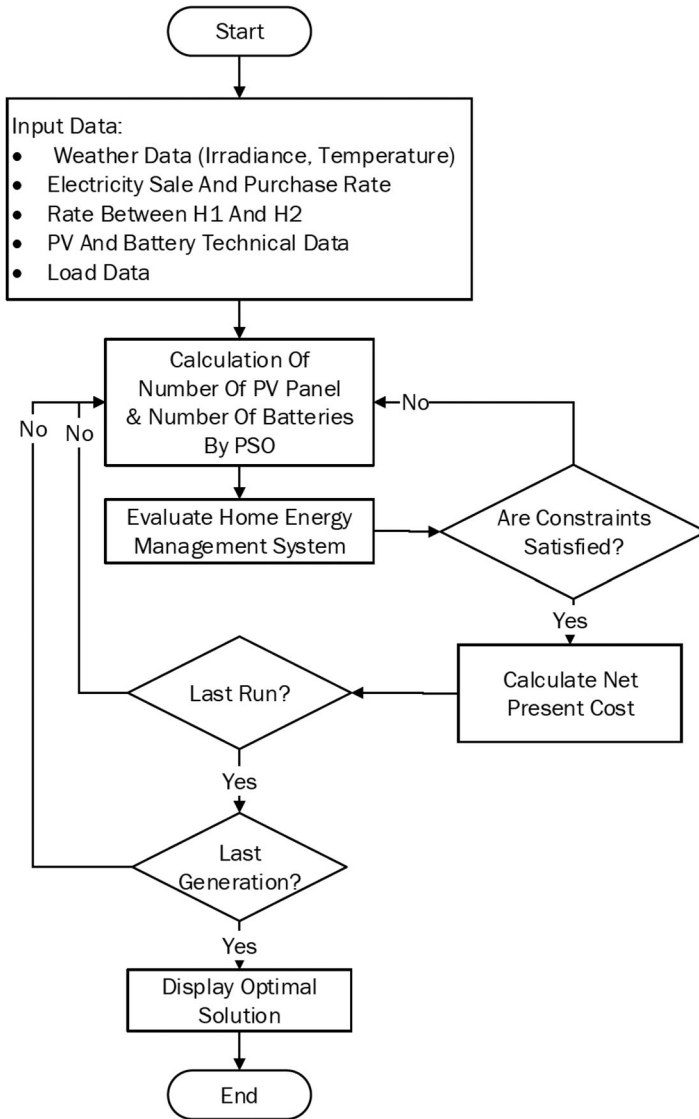 Start
Input Data:
● Weather Data (Irradiance, Temperature)
● Electricity Sale And Purchase Rate
● Rate Between H1 And H2
● PV And Battery Technical Data
● Load Data
Calculation Of
Number Of PV Panel
& Number Of Batteries
By PSO
No
No
No
Evaluate Home Energy
Management System
Are Constraints
Satisfied?
Yes
Calculate Net
Present Cost
Last Run?
Yes
Last
Generation?
Yes
Display Optimal
Solution
End